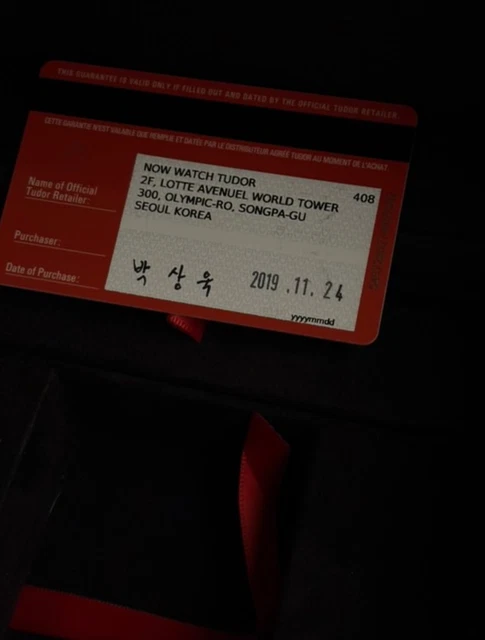 THIS GUARANTEE IS VALID ONLY IF FILLED OUT AND DATED BY THE OFFICIAL TUDOR RETAILER.
CETTE GARANTIE N'EST VALABLE QUE REMPLIE ET DATÉE PAR LE DISTRIBUTEUR AGRÉÉ TUDOR AU MOMENT DE L'ACHAT
Name of Official
Tudor Retailer:
NOW WATCH TUDOR 408
2F, LOTTE AVENUEL WORLD TOWER
300, OLYMPIC-RO, SONGPA-GU
SEOUL KOREA
Purchaser:
박 상 욱 2019.11.24
Date of Purchase:
yyyymmdd